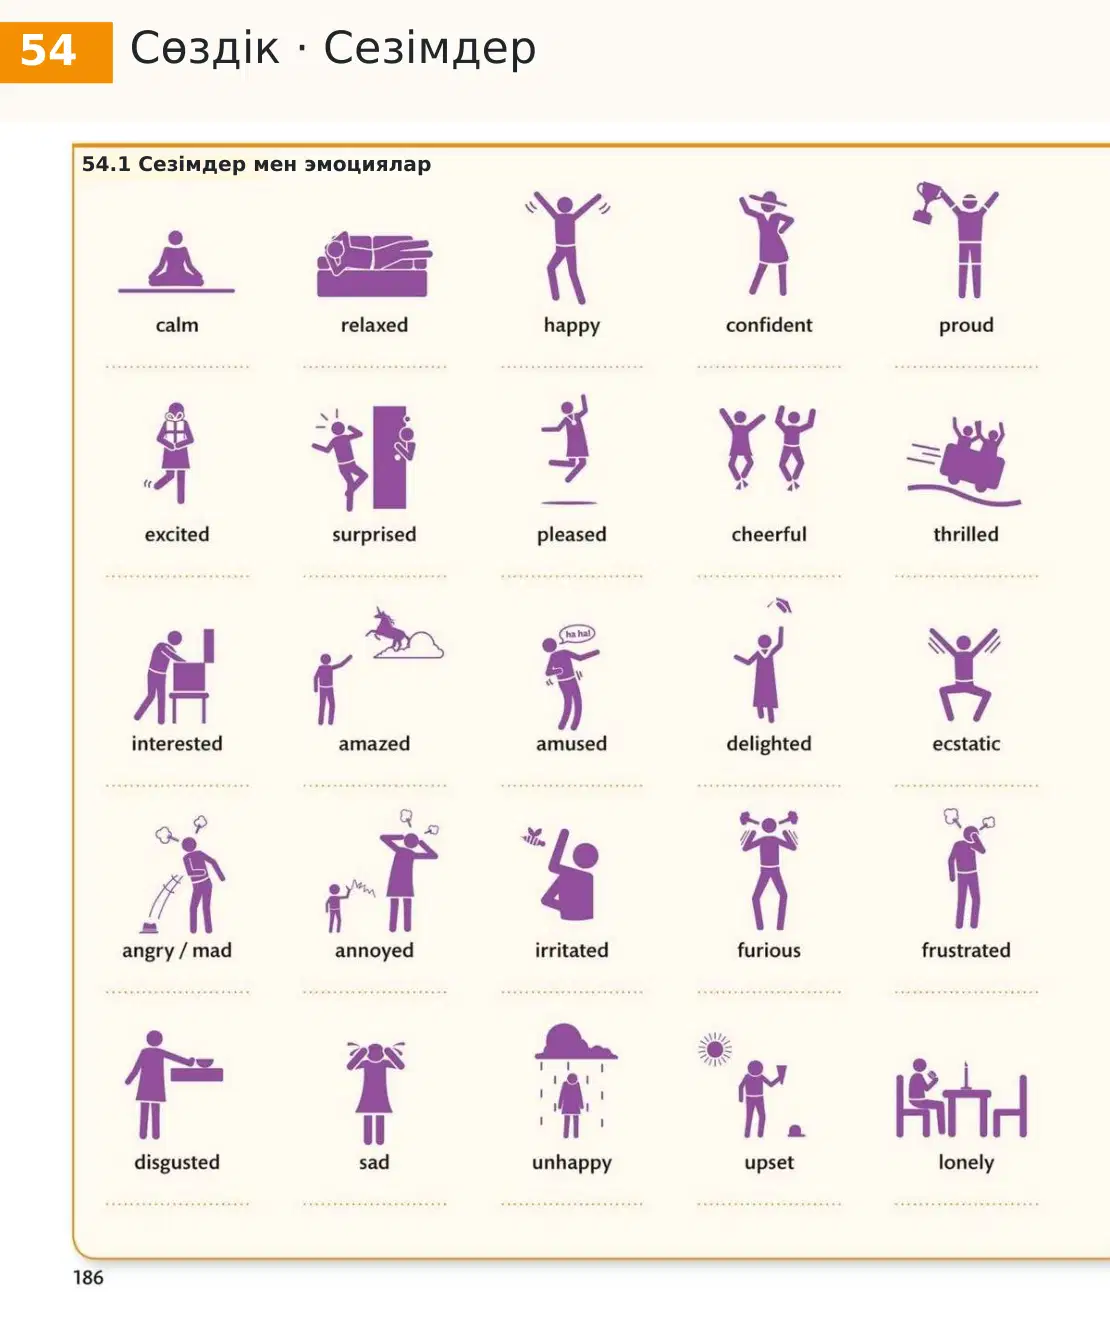 54 Сөздік · Сезімдер
54.1 Сезімдер мен эмоциялар
calm relaxed happy confident proud
excited surprised pleased cheerful thrilled
ha ha!
interested amazed amused delighted ecstatic
angry / mad annoyed irritated furious frustrated
disgusted sad unhappy upset lonely
186